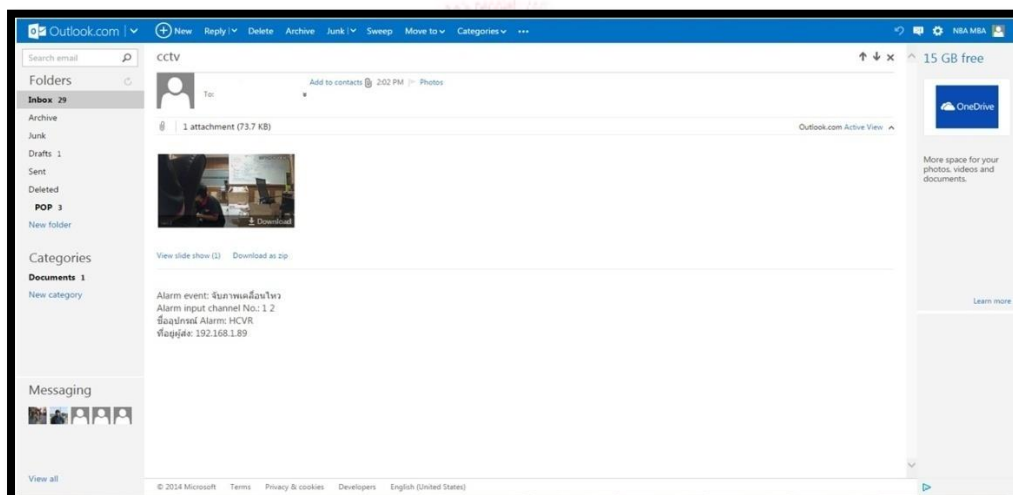 Outlook.com
New Reply Delete Archive Junk Sweep Move to Categories ...
NBA MBA
Search email
Folders
Inbox 29
Archive
Junk
Drafts 1
Sent
Deleted
POP 3
New folder
Categories
Documents 1
New category
Messaging
View all
cctv
Add to contacts 2:02 PM Photos
To:
1 attachment (73.7 KB)
Outlook.com Active View
Download
View slide show (1) Download as zip
Alarm event: จับภาพเคลื่อนไหว
Alarm input channel No.: 1 2
ชื่ออุปกรณ์ Alarm: HCVR
ที่อยู่ผู้ส่ง: 192.168.1.89
© 2014 Microsoft Terms Privacy & cookies Developers English (United States)
15 GB free
OneDrive
More space for your
photos, videos and
documents.
Learn more